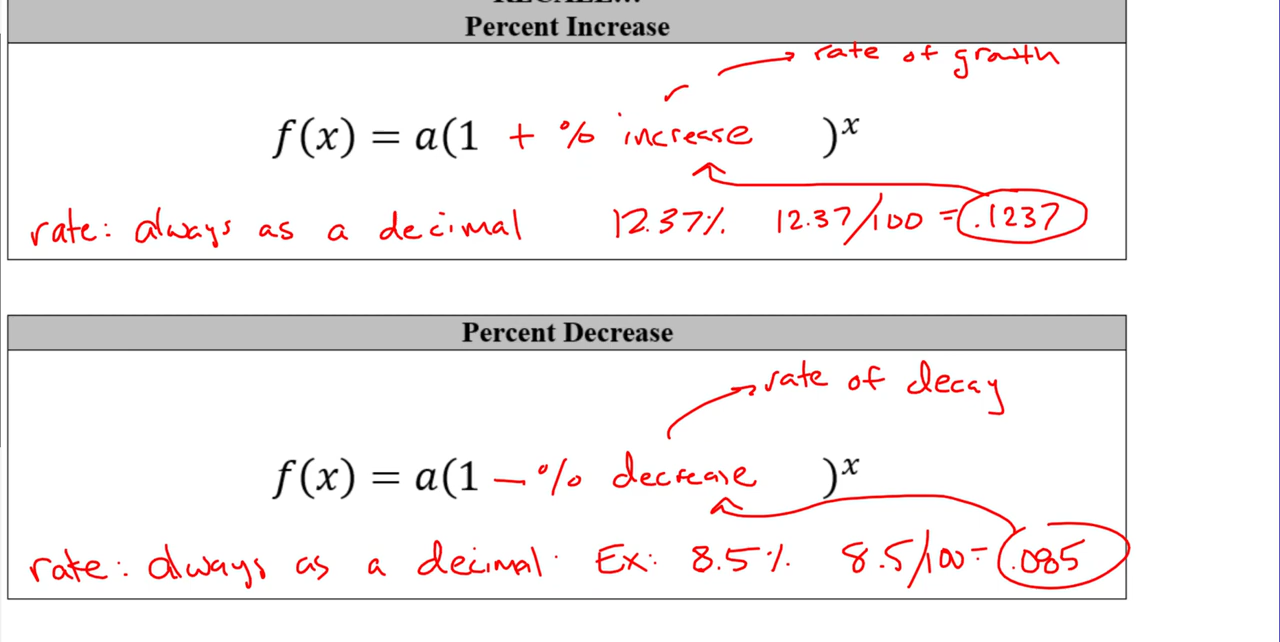 Percent Increase
rate of growth
f(x) = a(1 + % increase )^x
rate: always as a decimal 12.37% 12.37/100 = .1237
Percent Decrease
rate of decay
f(x) = a(1 - % decrease )^x
rate: always as a decimal. Ex: 8.5% 8.5/100 = .085